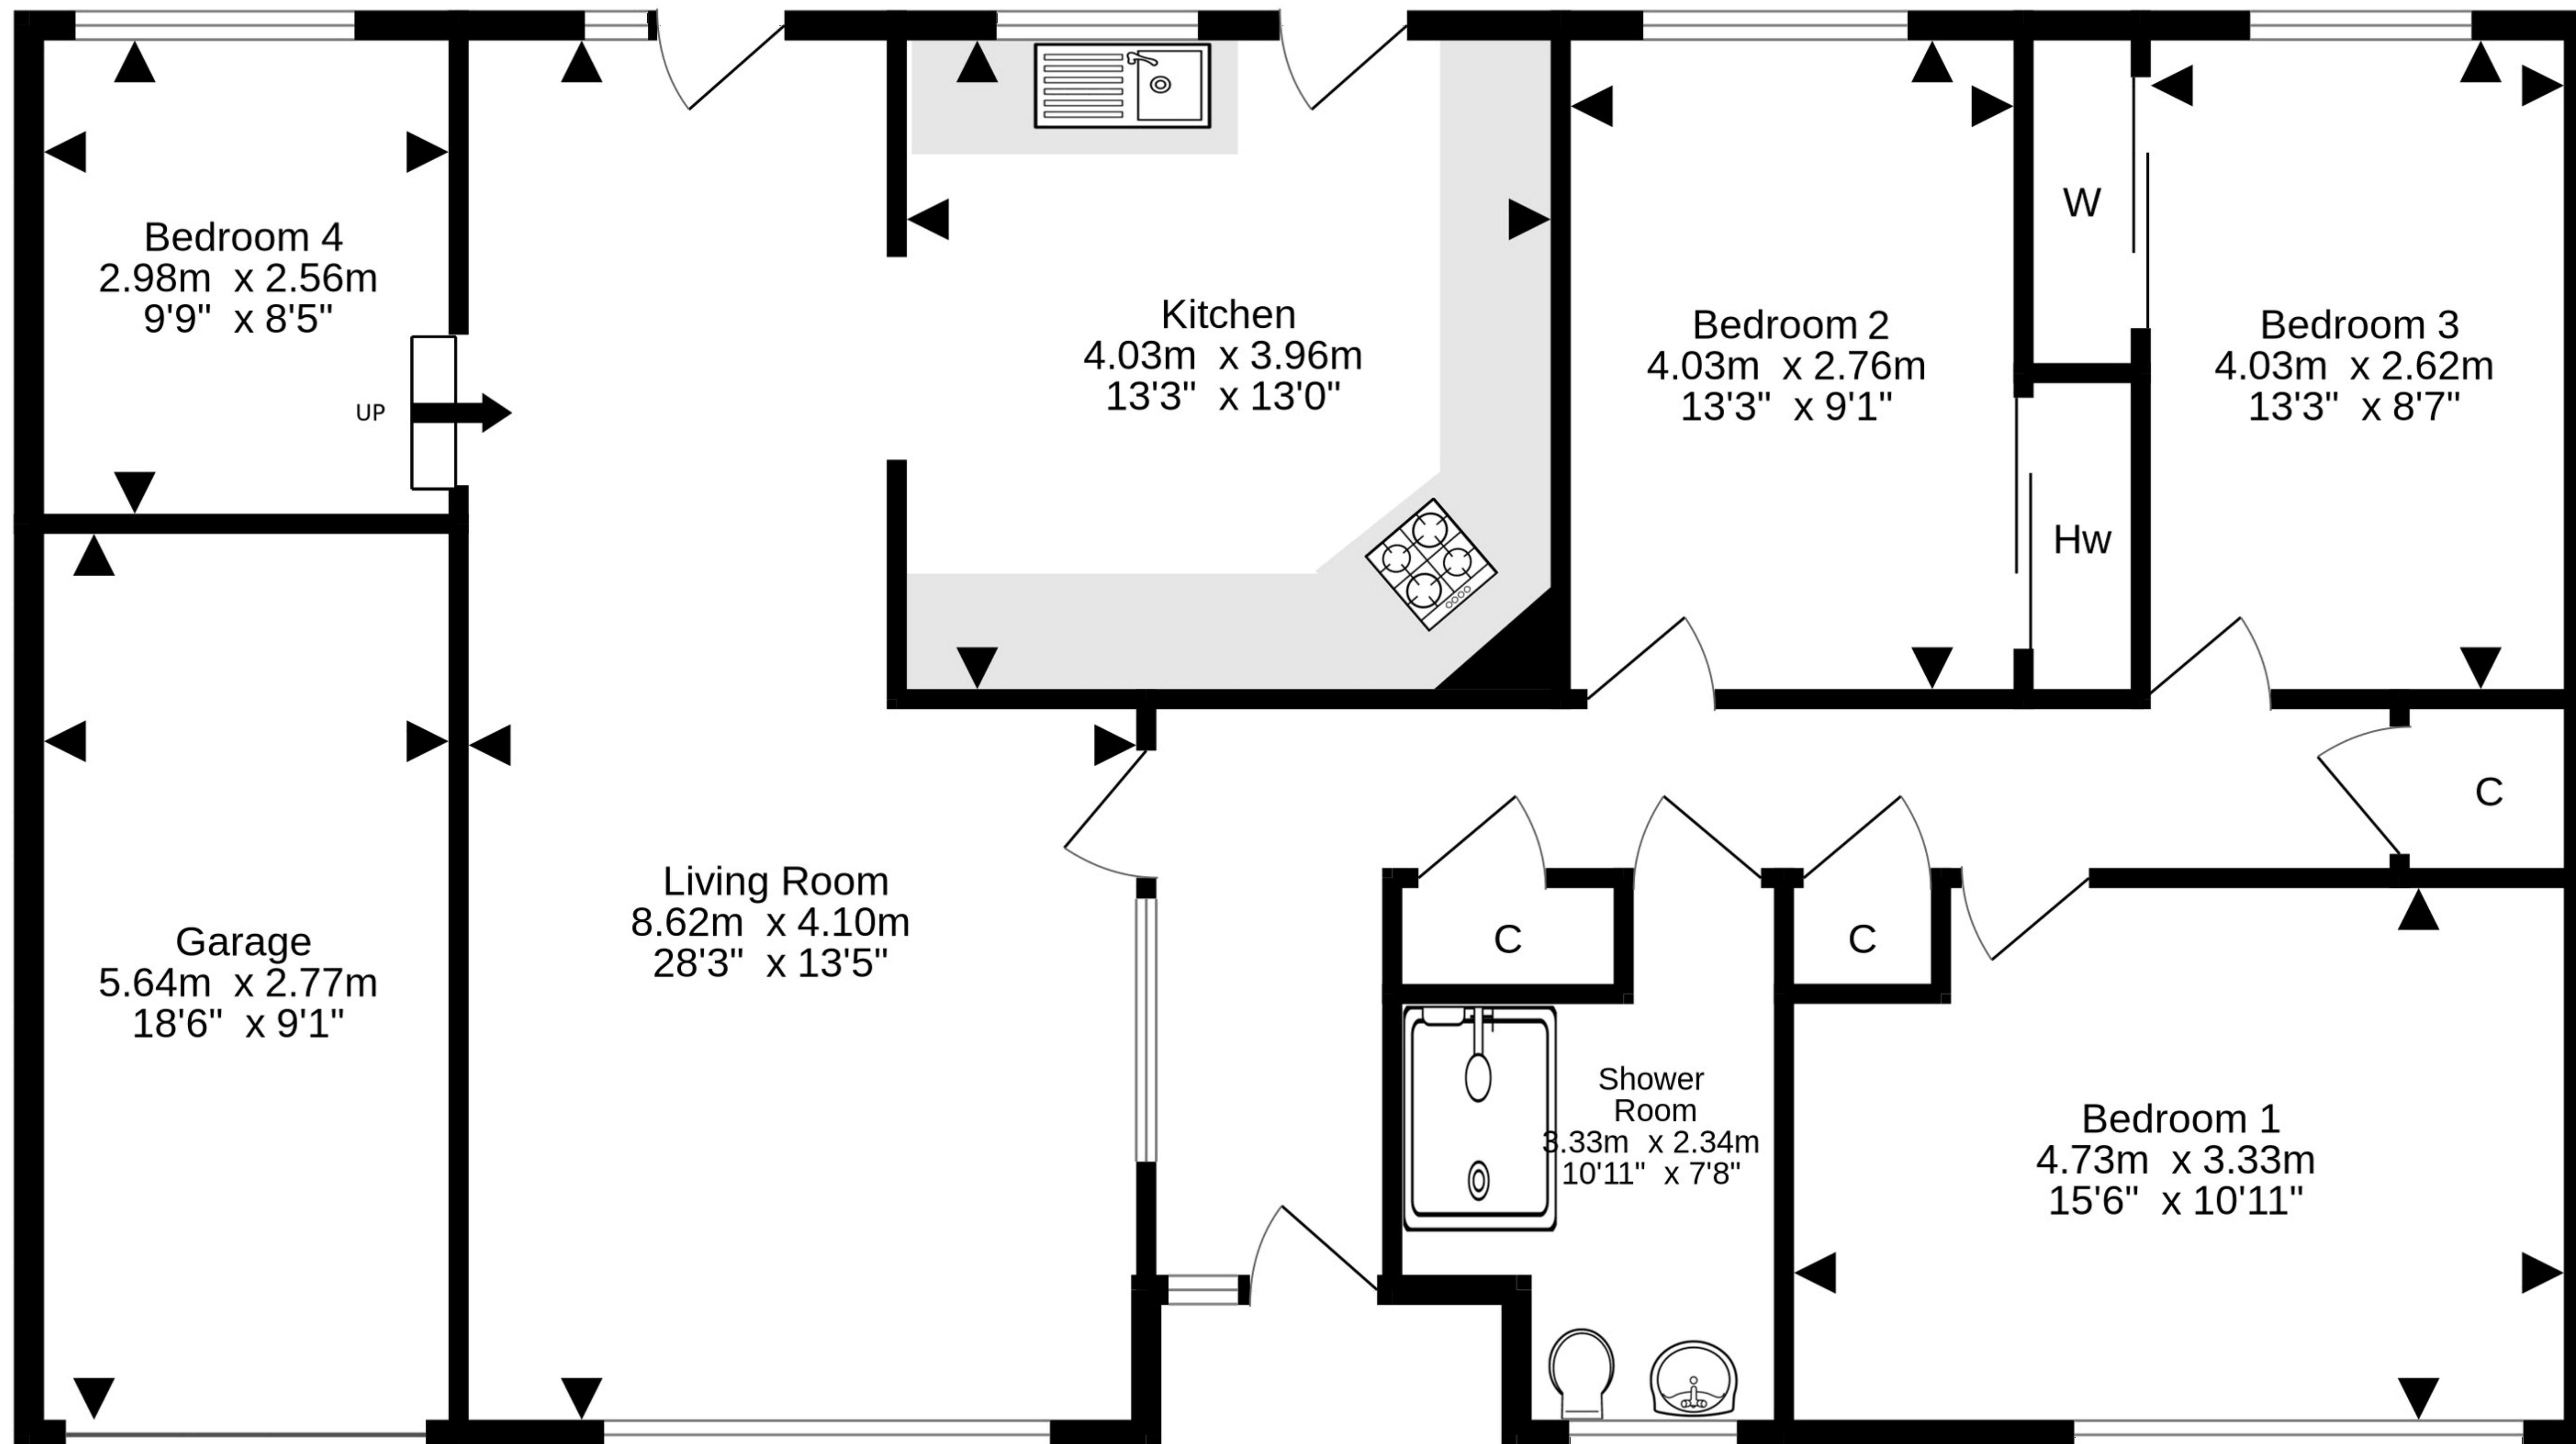 Bedroom 4
2.98m x 2.56m
9'9" x 8'5"
UP
Kitchen
4.03m x 3.96m
13'3" x 13'0"
Bedroom 2
4.03m x 2.76m
13'3" x 9'1"
W
Hw
Bedroom 3
4.03m x 2.62m
13'3" x 8'7"
C
Garage
5.64m x 2.77m
18'6" x 9'1"
Living Room
8.62m x 4.10m
28'3" x 13'5"
C
C
Shower
Room
3.33m x 2.34m
10'11" x 7'8"
Bedroom 1
4.73m x 3.33m
15'6" x 10'11"